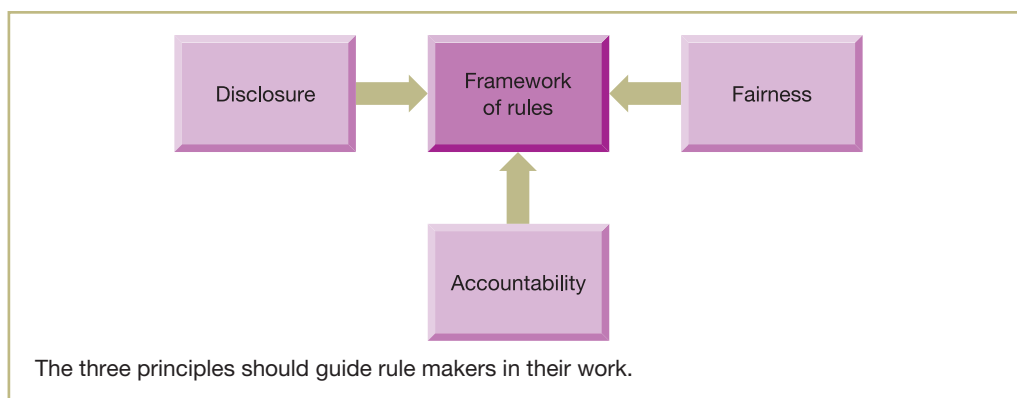 Disclosure
Framework
of rules
Fairness
Accountability
The three principles should guide rule makers in their work.